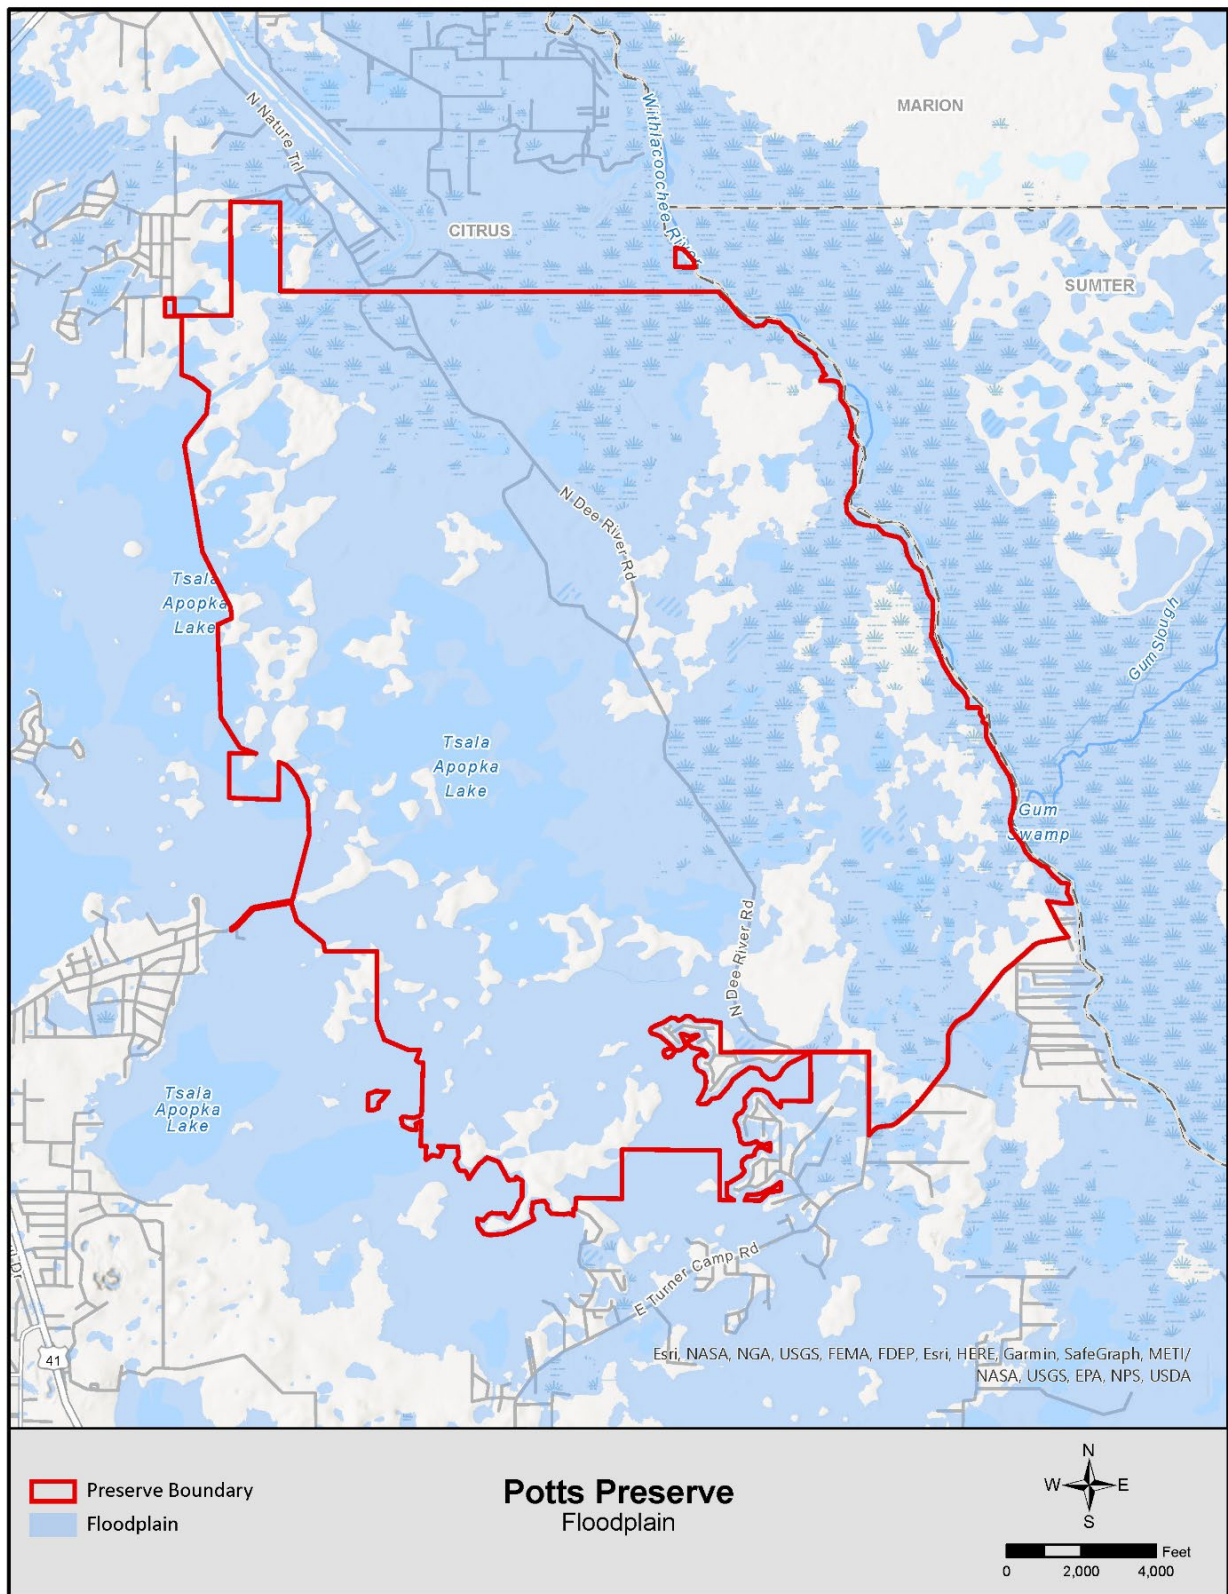 MARION
N Nature Trl
Withlacoochee River
CITRUS
SUMTER
N Dee River Rd
Tsala
Apopka
Lake
Gum Slough
Tsala
Apopka
Lake
Gum
Swamp
N Dee River Rd
Tsala
Apopka
Lake
E Turner Camp Rd
41
Esri, NASA, NGA, USGS, FEMA, FDEP, Esri, HERE, Garmin, SafeGraph, METI/
NASA, USGS, EPA, NPS, USDA
Preserve Boundary
Floodplain
Potts Preserve
Floodplain
N
W E
S
Feet
0 2,000 4,000